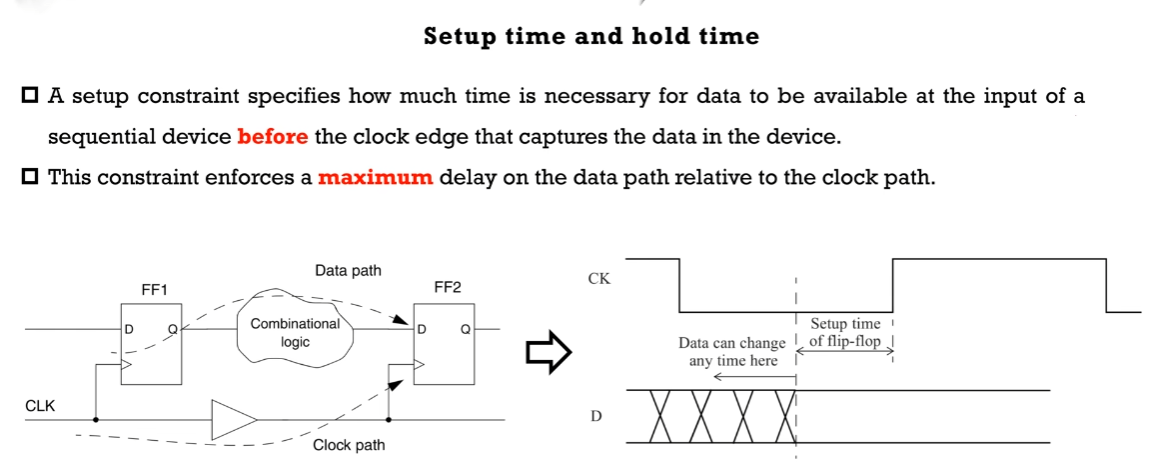 Setup time and hold time
A setup constraint specifies how much time is necessary for data to be available at the input of a
sequential device before the clock edge that captures the data in the device.
This constraint enforces a maximum delay on the data path relative to the clock path.
Data path
FF1
FF2
D
Q
Combinational
logic
D
Q
CLK
Clock path
CK
Setup time
of flip-flop
Data can change
any time here
D